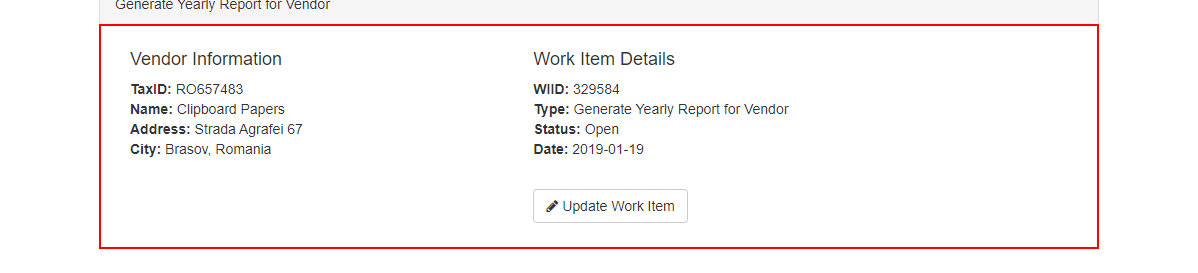 Generate Yearly Report for Vendor
Vendor Information
TaxID: RO657483
Name: Clipboard Papers
Address: Strada Agrafei 67
City: Brasov, Romania
Work Item Details
WIID: 329584
Type: Generate Yearly Report for Vendor
Status: Open
Date: 2019-01-19
Update Work Item